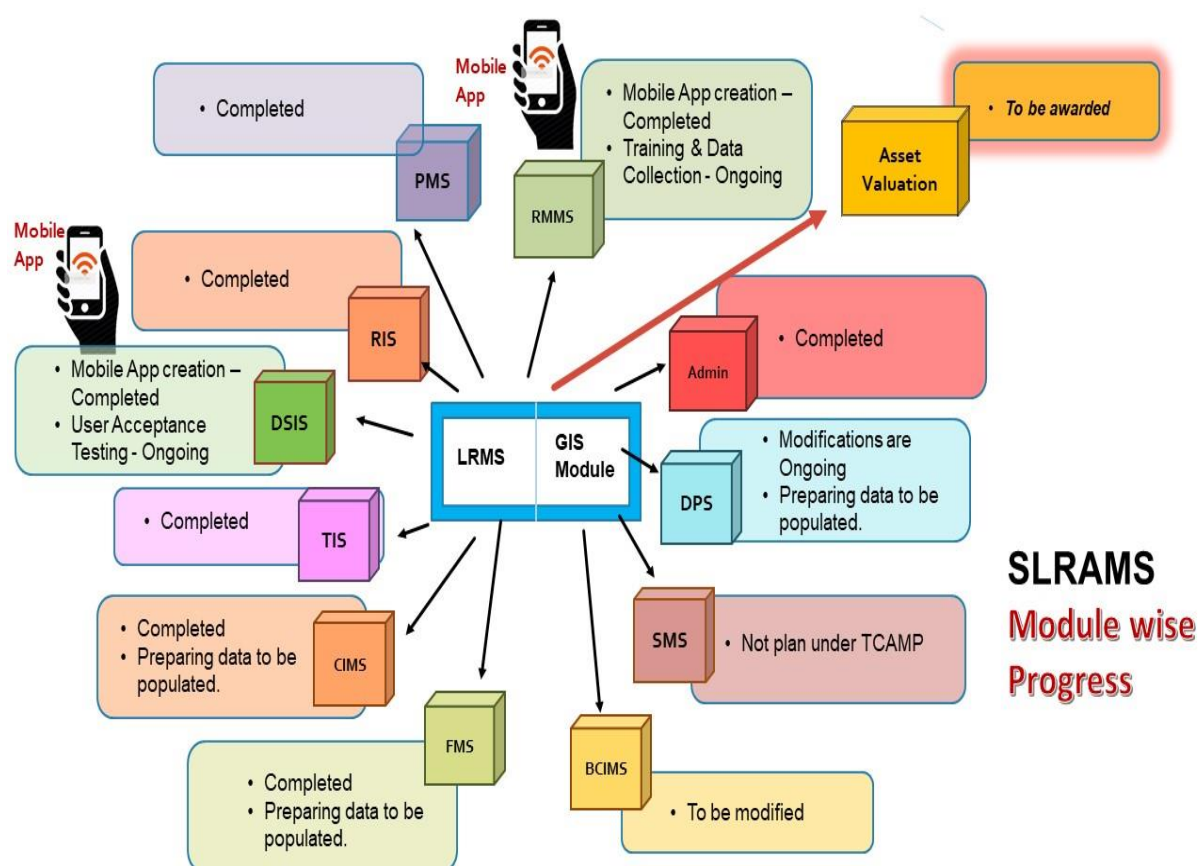 Mobile
App
• Completed
PMS
• Mobile App creation –
Completed
• Training & Data
Collection - Ongoing
RMMS
• To be awarded
Asset
Valuation
Mobile
App
• Completed
RIS
• Completed
Admin
• Mobile App creation –
Completed
• User Acceptance
Testing - Ongoing
DSIS
LRMS
GIS
Module
• Modifications are
Ongoing
• Preparing data to be
populated.
DPS
• Completed
TIS
SLRAMS
Module wise
Progress
• Completed
• Preparing data to be
populated.
CIMS
SMS
• Not plan under TCAMP
FMS
• Completed
• Preparing data to be
populated.
BCIMS
• To be modified